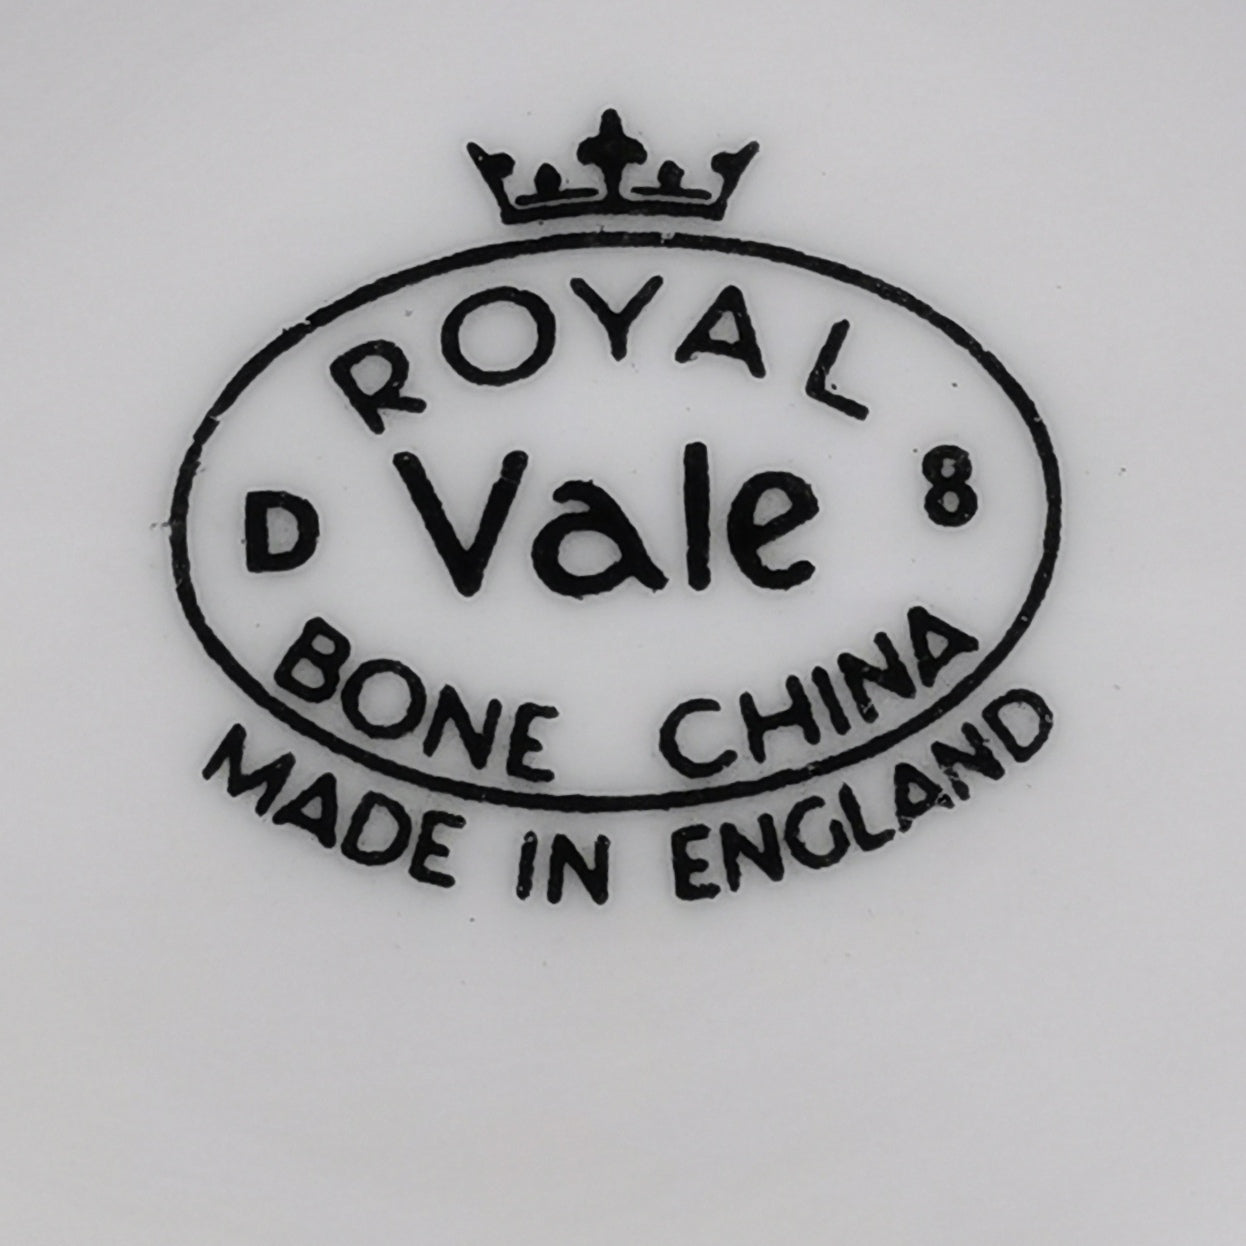 ROYAL
D Vale 8
BONE CHINA
MADE IN ENGLAND